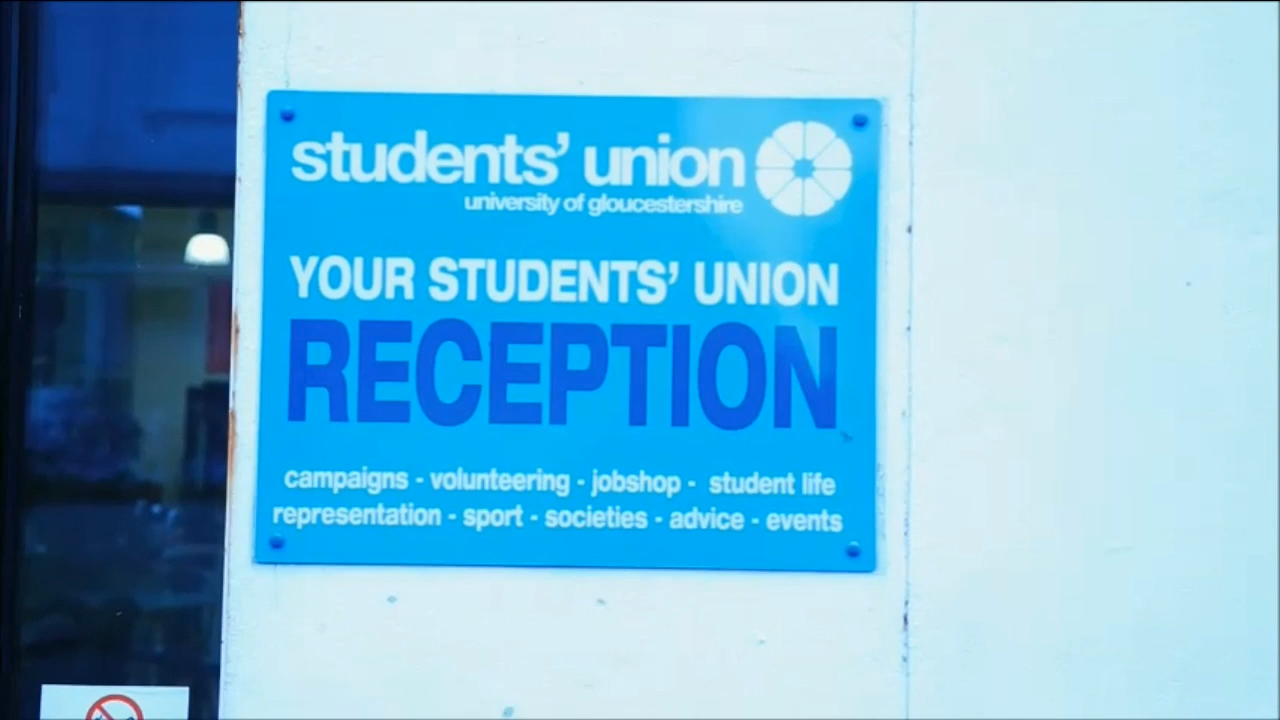 students' union
university of gloucestershire
YOUR STUDENTS' UNION
RECEPTION
campaigns - volunteering - jobshop - student life
representation - sport - societies - advice - events